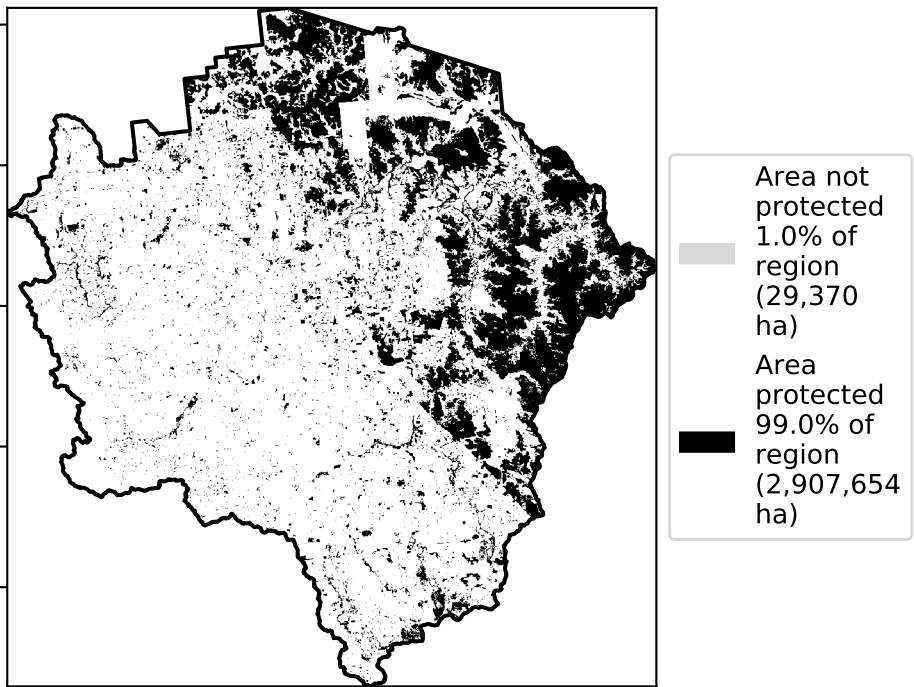 Area not
protected
1.0% of
region
(29,370
ha)
Area
protected
99.0% of
region
(2,907,654
ha)